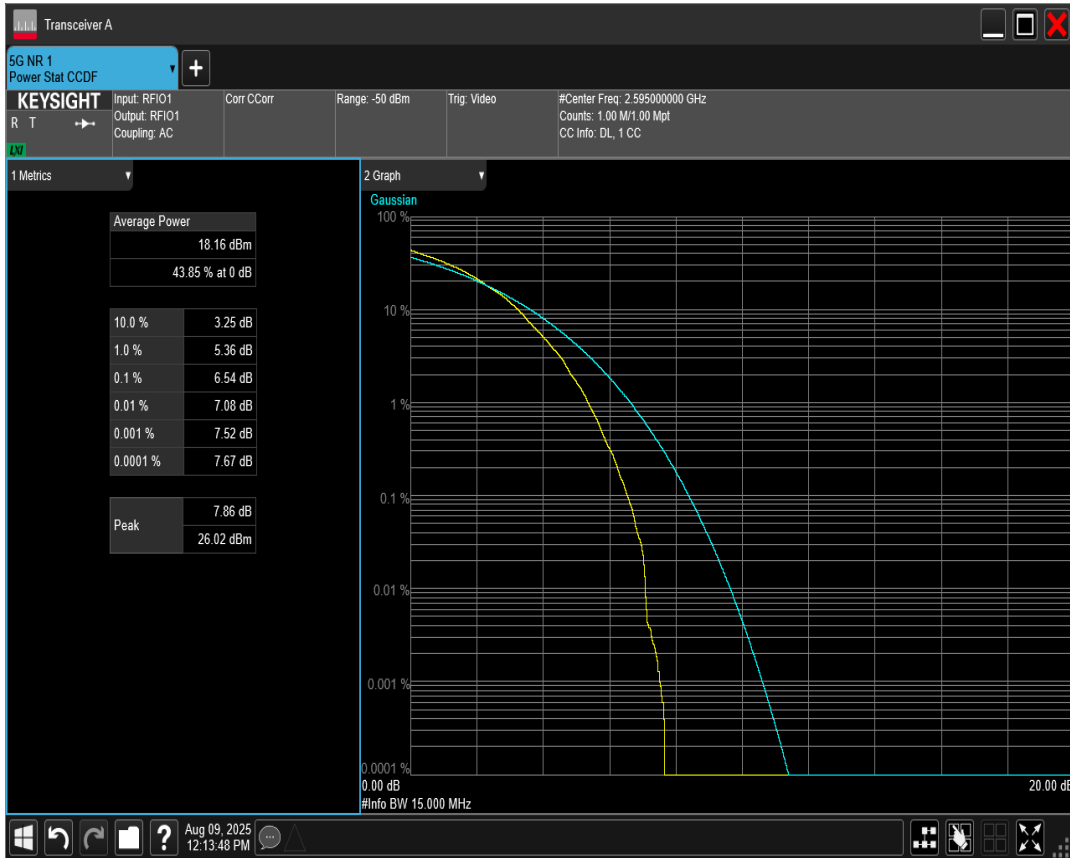 Transceiver A
5G NR 1
Power Stat CCDF
+
KEYSIGHT
R T
LXI
Input: RFIO1
Output: RFIO1
Coupling: AC
Corr CCorr
Range: -50 dBm
Trig: Video
#Center Freq: 2.595000000 GHz
Counts: 1.00 M/1.00 Mpt
CC Info: DL, 1 CC
1 Metrics
Average Power
18.16 dBm
43.85 % at 0 dB
10.0 % 3.25 dB
1.0 % 5.36 dB
0.1 % 6.54 dB
0.01 % 7.08 dB
0.001 % 7.52 dB
0.0001 % 7.67 dB
Peak 7.86 dB
26.02 dBm
2 Graph
Gaussian
100 %
10 %
1 %
0.1 %
0.01 %
0.001 %
0.0001 %
0.00 dB 20.00 dB
#Info BW 15.000 MHz
?
Aug 09, 2025
12:13:48 PM